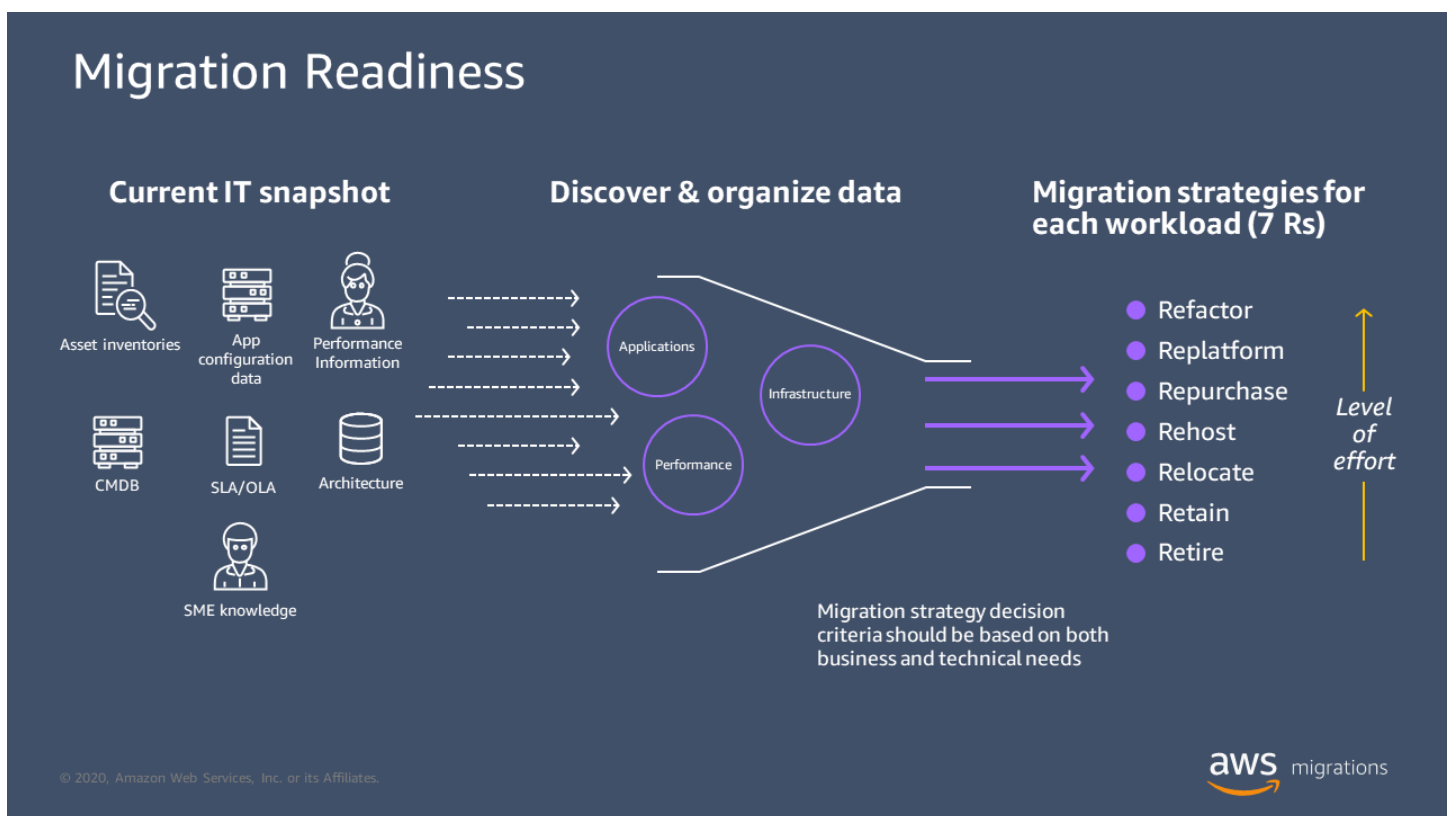 Migration Readiness
Current IT snapshot
Asset inventories
App
configuration
data
Performance
Information
CMDB
SLA/OLA
Architecture
SME knowledge
Discover & organize data
Applications
Infrastructure
Performance
Migration strategies for
each workload (7 Rs)
Refactor
Replatform
Repurchase
Rehost
Relocate
Retain
Retire
Level
of
effort
Migration strategy decision
criteria should be based on both
business and technical needs
© 2020, Amazon Web Services, Inc. or its Affiliates.
aws migrations